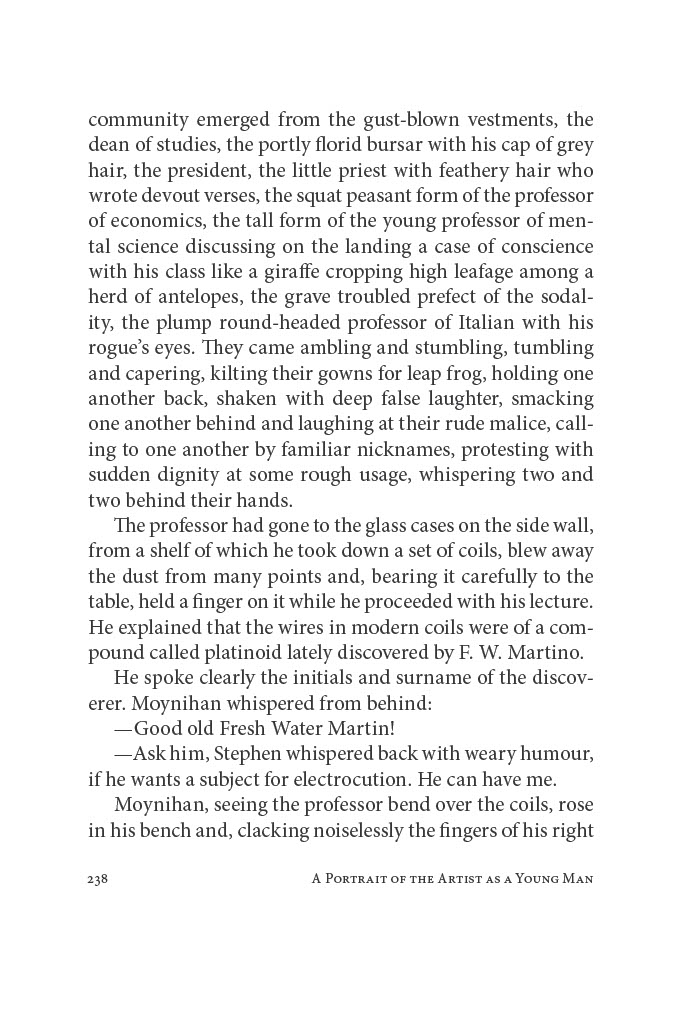 community emerged from the gust-blown vestments, the
dean of studies, the portly florid bursar with his cap of grey
hair, the president, the little priest with feathery hair who
wrote devout verses, the squat peasant form of the professor
of economics, the tall form of the young professor of men-
tal science discussing on the landing a case of conscience
with his class like a giraffe cropping high leafage among a
herd of antelopes, the grave troubled prefect of the sodal-
ity, the plump round-headed professor of Italian with his
rogue’s eyes. They came ambling and stumbling, tumbling
and capering, kilting their gowns for leap frog, holding one
another back, shaken with deep false laughter, smacking
one another behind and laughing at their rude malice, call-
ing to one another by familiar nicknames, protesting with
sudden dignity at some rough usage, whispering two and
two behind their hands.
The professor had gone to the glass cases on the side wall,
from a shelf of which he took down a set of coils, blew away
the dust from many points and, bearing it carefully to the
table, held a finger on it while he proceeded with his lecture.
He explained that the wires in modern coils were of a com-
pound called platinoid lately discovered by F. W. Martino.
He spoke clearly the initials and surname of the discov-
erer. Moynihan whispered from behind:
—Good old Fresh Water Martin!
—Ask him, Stephen whispered back with weary humour,
if he wants a subject for electrocution. He can have me.
Moynihan, seeing the professor bend over the coils, rose
in his bench and, clacking noiselessly the fingers of his right
238 A Portrait of the Artist as a Young Man